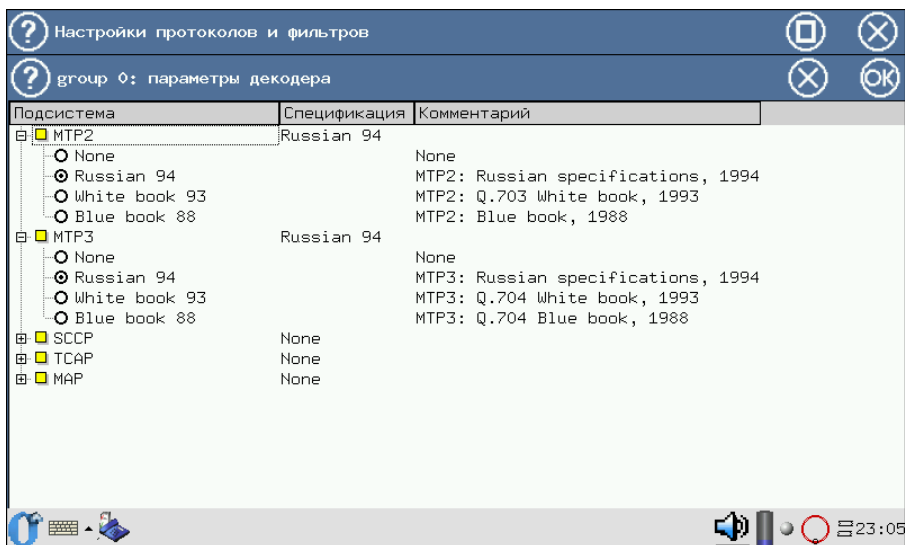 Настройки протоколов и фильтров
group 0: параметры декодера
OK
Подсистема Спецификация Комментарий
MTP2 Russian 94
None None
Russian 94 MTP2: Russian specifications, 1994
White book 93 MTP2: Q.703 White book, 1993
Blue book 88 MTP2: Blue book, 1988
MTP3 Russian 94
None None
Russian 94 MTP3: Russian specifications, 1994
White book 93 MTP3: Q.704 White book, 1993
Blue book 88 MTP3: Q.704 Blue book, 1988
SCCP None
TCAP None
MAP None
23:05